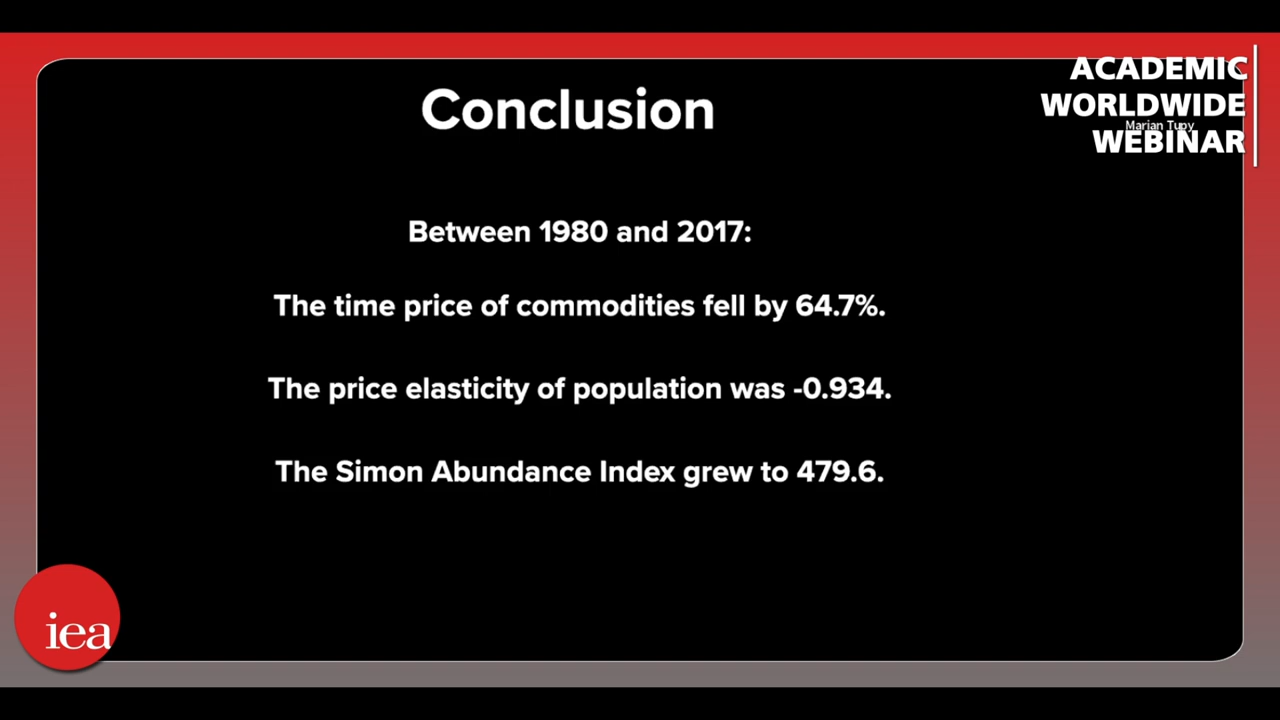 Conclusion
ACADEMIC
WORLDWIDE
Marian Tupy
WEBINAR
Between 1980 and 2017:
The time price of commodities fell by 64.7%.
The price elasticity of population was -0.934.
The Simon Abundance Index grew to 479.6.
iea